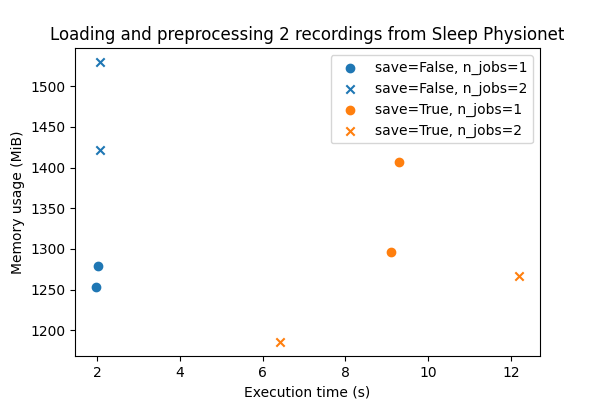 Loading and preprocessing 2 recordings from Sleep Physionet
save=False, n_jobs=1
save=False, n_jobs=2
save=True, n_jobs=1
save=True, n_jobs=2
Memory usage (MiB)
1500
1450
1400
1350
1300
1250
1200
2 4 6 8 10 12
Execution time (s)